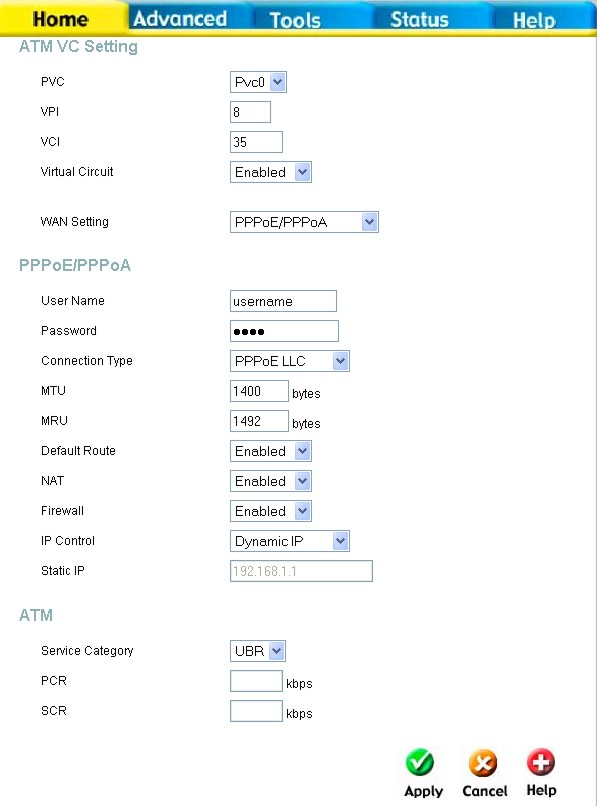 Home Advanced Tools Status Help
ATM VC Setting
PVC Pvc0
VPI 8
VCI 35
Virtual Circuit Enabled
WAN Setting PPPoE/PPPoA
PPPoE/PPPoA
User Name username
Password ●●●●
Connection Type PPPoE LLC
MTU 1400 bytes
MRU 1492 bytes
Default Route Enabled
NAT Enabled
Firewall Enabled
IP Control Dynamic IP
Static IP 192.168.1.1
ATM
Service Category UBR
PCR kbps
SCR kbps
Apply Cancel Help